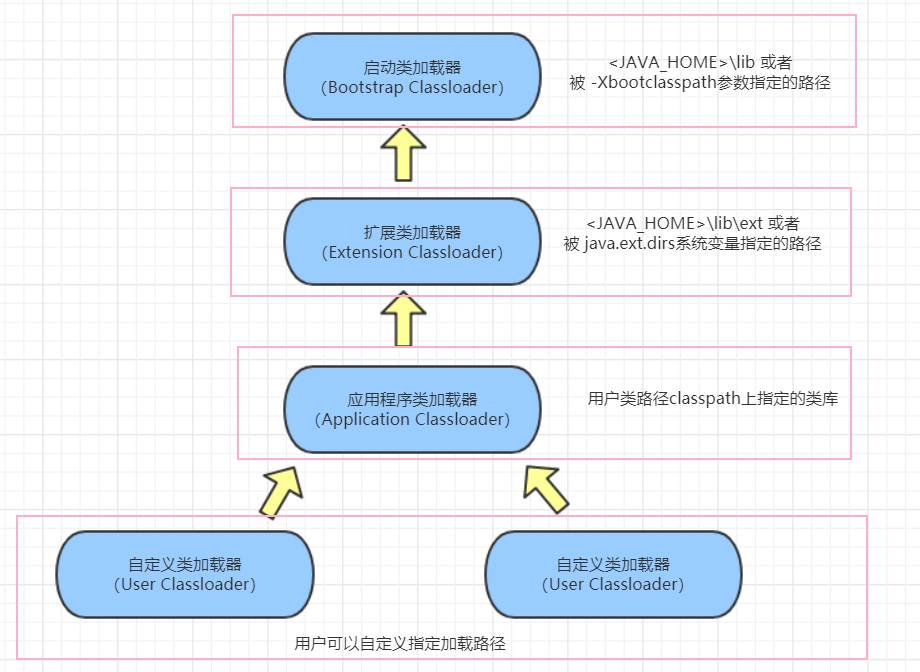 启动类加载器
(Bootstrap Classloader)
<JAVA_HOME>\lib 或者
被 -Xbootclasspath参数指定的路径
扩展类加载器
(Extension Classloader)
<JAVA_HOME>\lib\ext 或者
被 java.ext.dirs系统变量指定的路径
应用程序类加载器
(Application Classloader)
用户类路径classpath上指定的类库
自定义类加载器
(User Classloader)
自定义类加载器
(User Classloader)
用户可以自定义指定加载路径